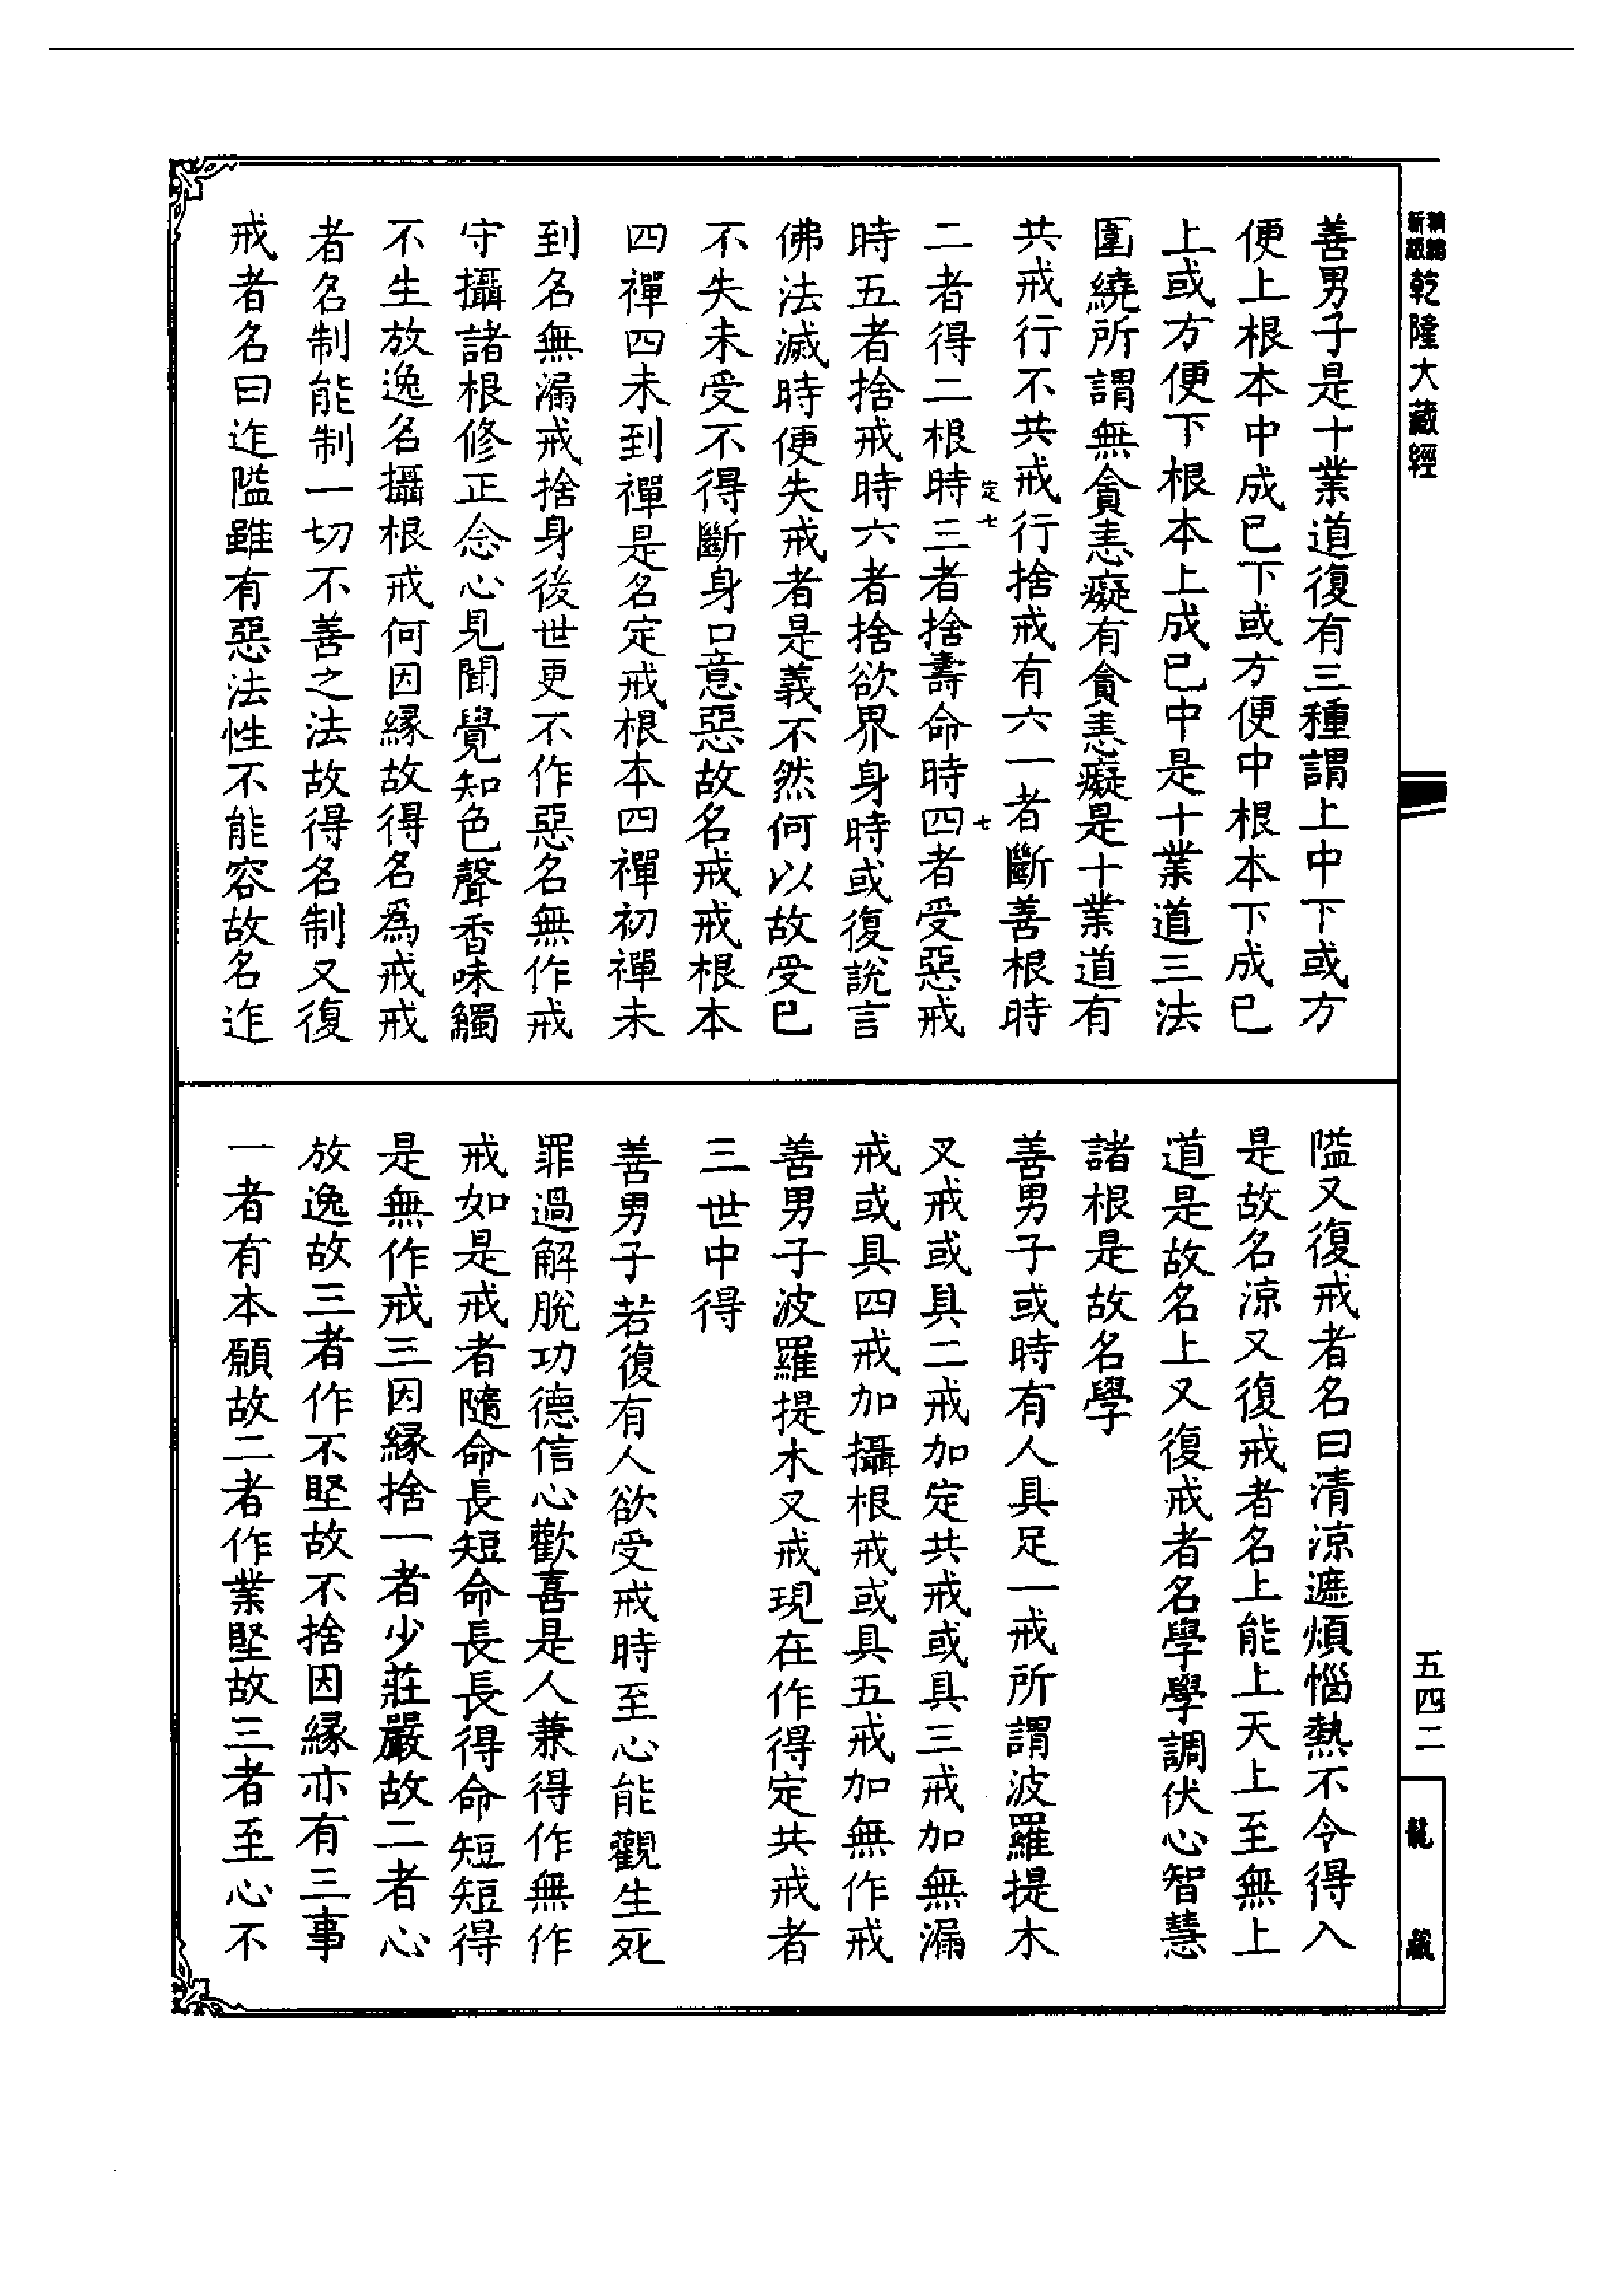 新編
新版
乾隆大藏經
善男子是十業道復有三種謂上中下或方
便上根本中成已下或方便中根本下成已
上或方便下根本上成已中是十業道三法
圍繞所謂無貪恚癡有貪恚癡是十業道有
共戒行不共戒行捨戒有六一者斷善根時
定七
七
二者得二根時三者捨壽命時四者受惡戒
時五者捨戒時六者捨欲界身時或復說言
佛法滅時便失戒者是義不然何以故受已
不失未受不得斷身口意惡故名戒戒根本
四禪四未到禪是名定戒根本四禪初禪未
到名無漏戒捨身後世更不作惡名無作戒
守攝諸根修正念心見聞覺知色聲香味觸
不生放逸名攝根戒何因緣故得名爲戒戒
者名制能制一切不善之法故得名制又復
戒者名曰迮隘雖有惡法性不能容故名迮
隘又復戒者名曰清涼遮煩惱熱不令得入
是故名涼又復戒者名上能上天上至無上
道是故名上又復戒者名學學調伏心智慧
諸根是故名學
善男子或時有人具足一戒所謂波羅提木
叉戒或具二戒加定共戒或具三戒加無漏
戒或具四戒加攝根戒或具五戒加無作戒
善男子波羅提木叉戒現在作得定共戒者
三世中得
善男子若復有人欲受戒時至心能觀生死
罪過解脫功德信心歡喜是人兼得作無作
戒如是戒者隨命長短命長長得命短短得
是無作戒三因緣捨一者少莊嚴故二者心
放逸故三者作不堅故不捨因緣亦有三事
一者有本願故二者作業堅故三者至心不
五四二
龍藏